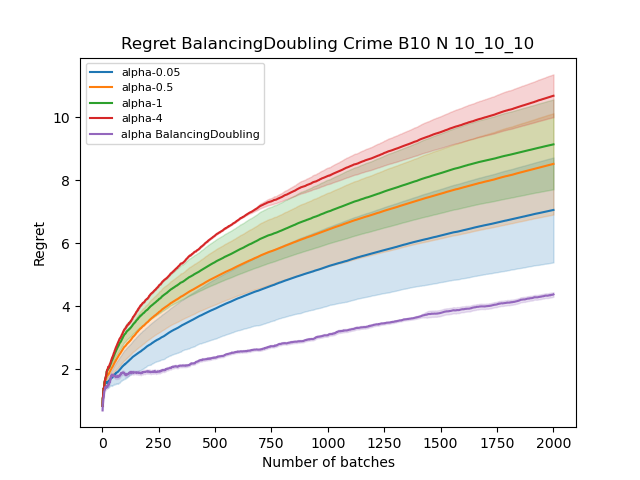 Regret BalancingDoubling Crime B10 N 10_10_10
alpha-0.05
alpha-0.5
alpha-1
alpha-4
alpha BalancingDoubling
Regret
10
8
6
4
2
0 250 500 750 1000 1250 1500 1750 2000
Number of batches